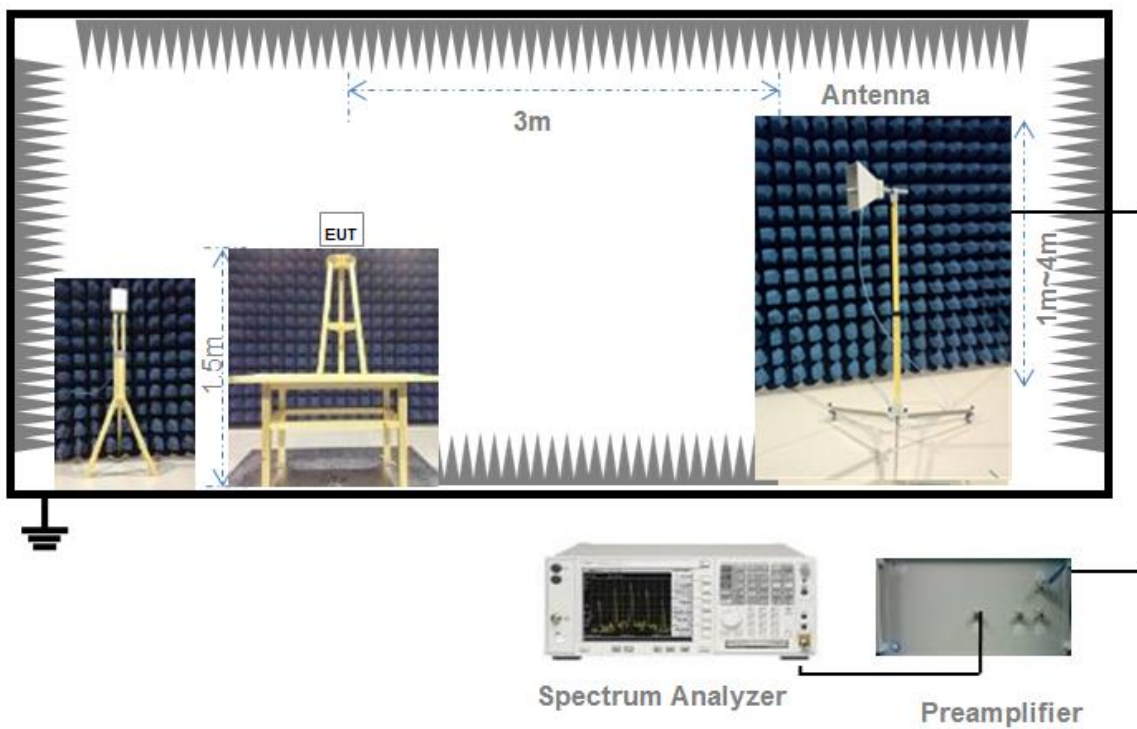 Antenna
3m
EUT
1.5m
1m~4m
Spectrum Analyzer
Preamplifier